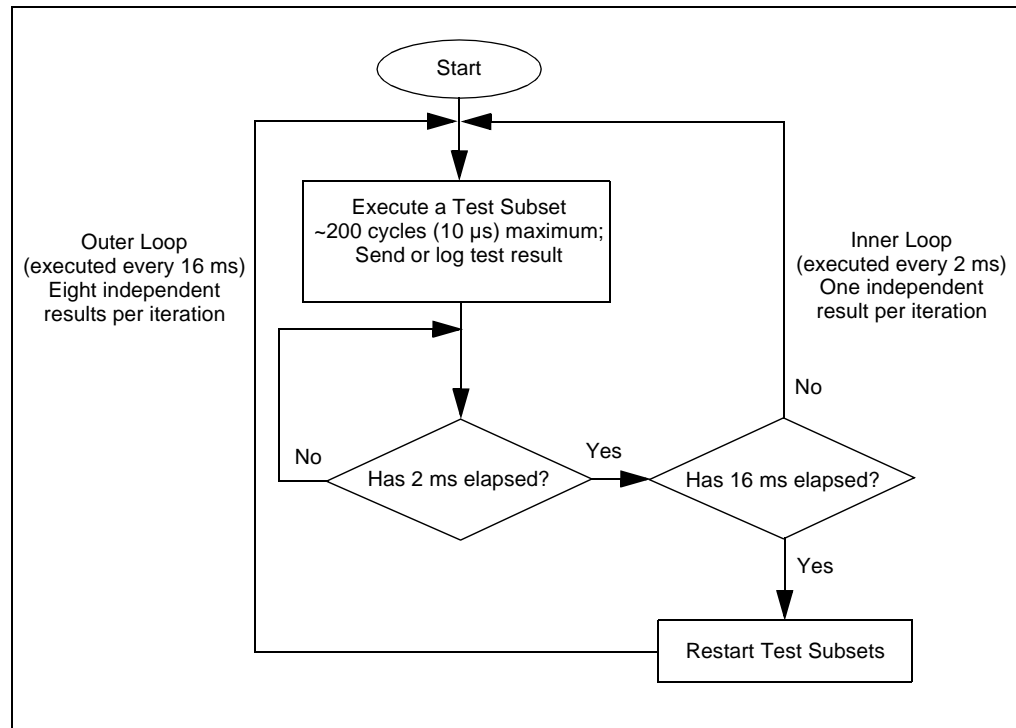 Start
Execute a Test Subset
~200 cycles (10 µs) maximum;
Send or log test result
Outer Loop
(executed every 16 ms)
Eight independent
results per iteration
Inner Loop
(executed every 2 ms)
One independent
result per iteration
No
No
Yes
Has 2 ms elapsed?
Has 16 ms elapsed?
Yes
Restart Test Subsets